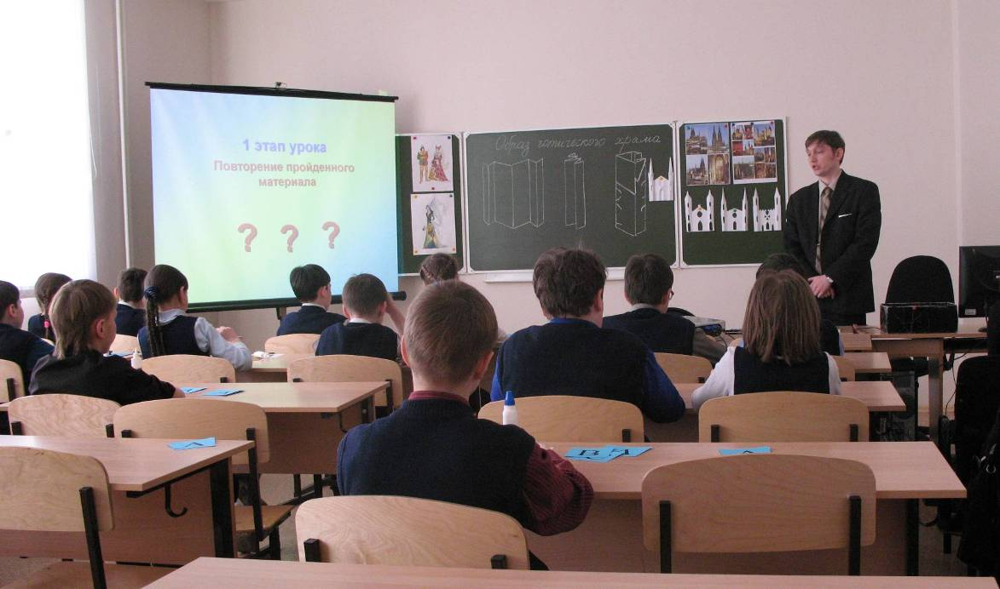 1 этап урока
Повторение пройденного
материала
? ? ?
Образ готического храма
А
В А
А